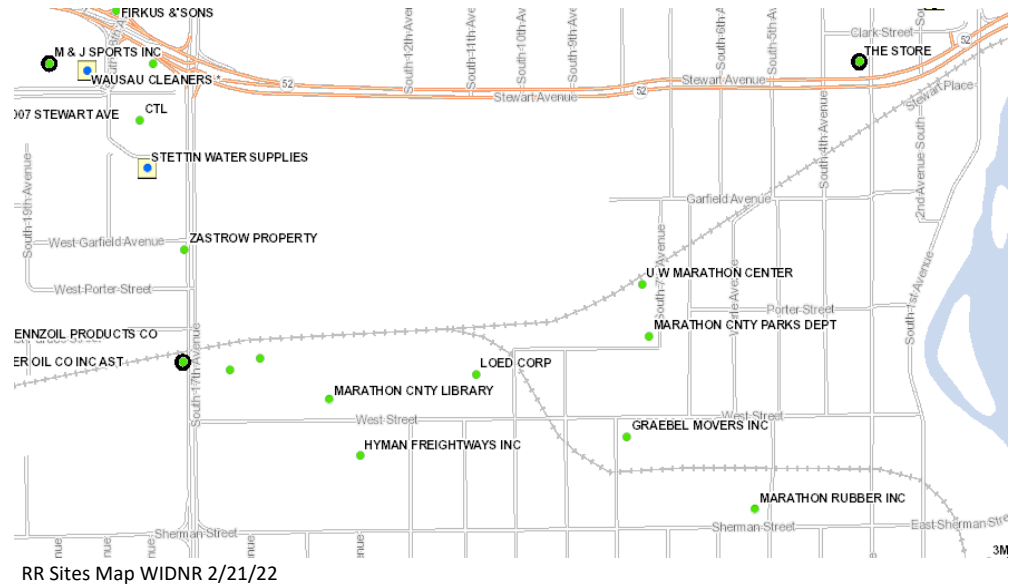 FIRKUS & SONS
South-12th-Avenue
South-11th-Avenue
South-10th-Avenue
South-9th-Avenue
South-6th-Avenue
South-5th-Avenue
Clark-Street
52
M & J SPORTS INC
THE STORE
WAUSAU CLEANERS *
52
Stewart-Avenue
52
Stewart-Avenue
Stewart-Place
007 STEWART AVE
CTL
STETTIN WATER SUPPLIES
South-4th-Avenue
2nd-Avenue-South
South-19th-Avenue
Garfield-Avenue
West-Garfield-Avenue
ZASTROW PROPERTY
South-7th-Avenue
U W MARATHON CENTER
West-Porter-Street
Porter-Street
South-1st-Avenue
ENNZOIL PRODUCTS CO
MARATHON CNTY PARKS DEPT
ER OIL CO INC AST
South-17th-Avenue
LOED CORP
MARATHON CNTY LIBRARY
West-Street
West-Street
GRAEBEL MOVERS INC
HYMAN FREIGHTWAYS INC
MARATHON RUBBER INC
Sherman-Street
Sherman-Street
East-Sherman-Stre
3M
RR Sites Map WIDNR 2/21/22